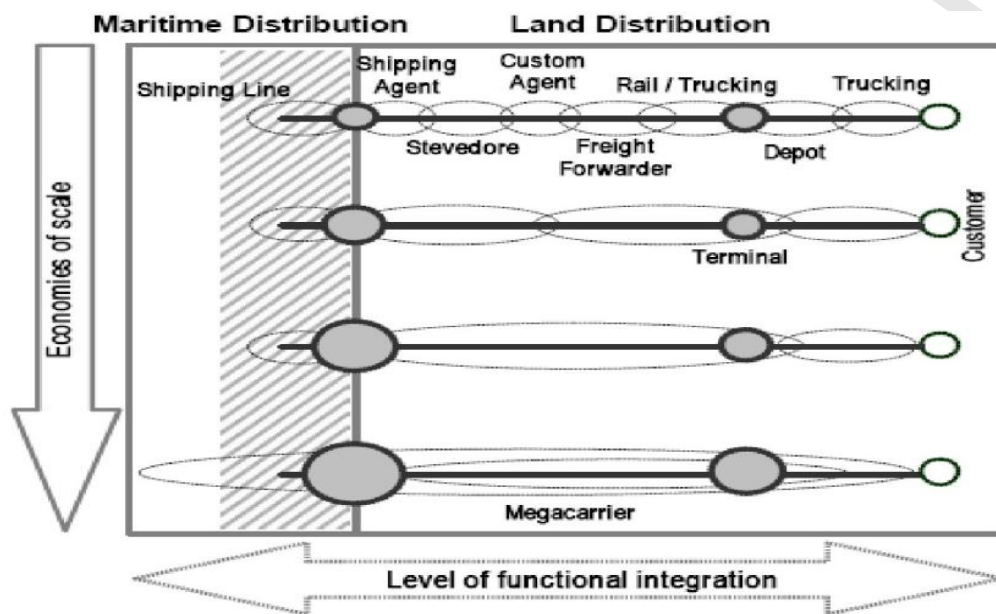 Maritime Distribution
Land Distribution
Shipping Line
Shipping
Agent
Custom
Agent
Rail / Trucking
Trucking
Stevedore
Freight
Forwarder
Depot
Customer
Terminal
Economies of scale
Megacarrier
Level of functional integration